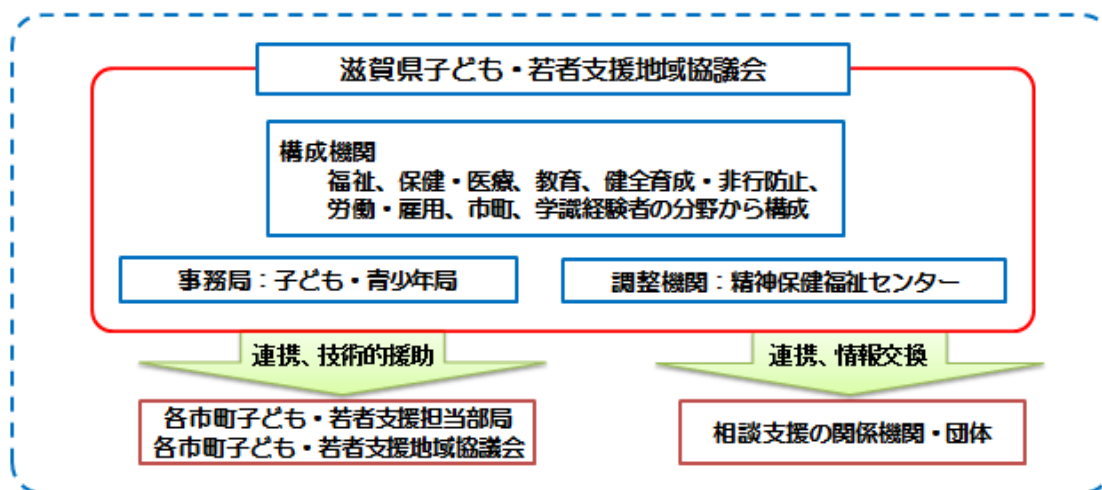 滋賀県子ども・若者支援地域協議会
構成機関
福祉、保健・医療、教育、健全育成・非行防止、
労働・雇用、市町、学識経験者の分野から構成
事務局：子ども・青少年局
調整機関：精神保健福祉センター
連携、技術的援助
連携、情報交換
各市町子ども・若者支援担当部局
各市町子ども・若者支援地域協議会
相談支援の関係機関・団体